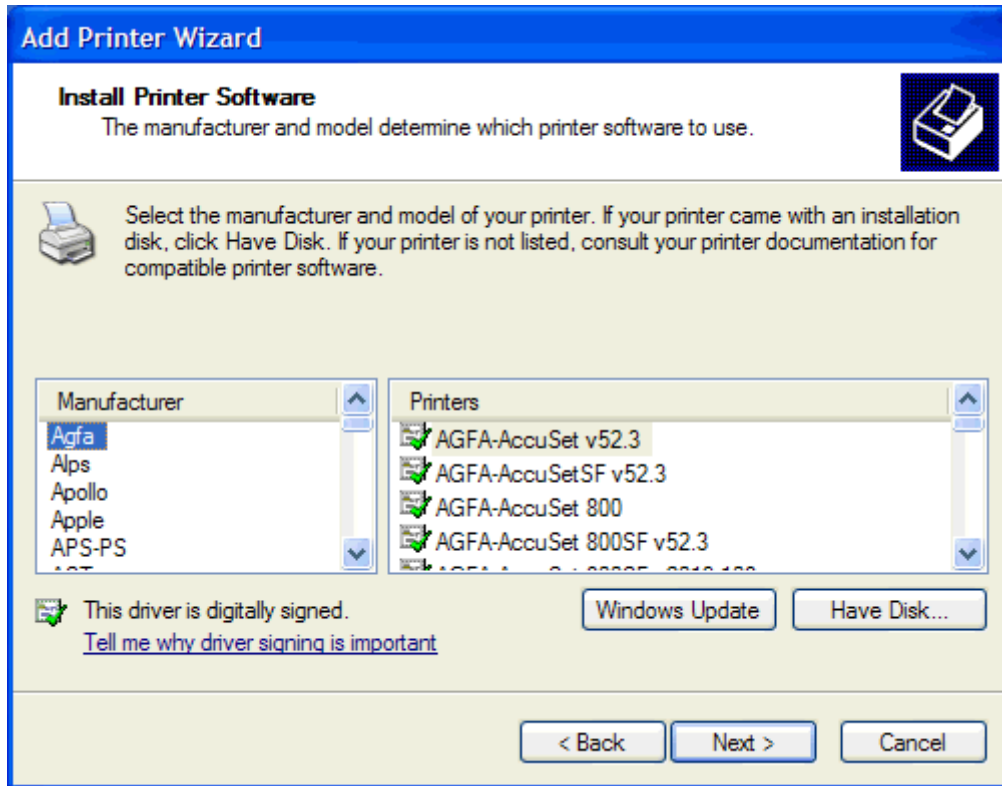 Add Printer Wizard
Install Printer Software
The manufacturer and model determine which printer software to use.
Select the manufacturer and model of your printer. If your printer came with an installation
disk, click Have Disk. If your printer is not listed, consult your printer documentation for
compatible printer software.
Manufacturer
Agfa
Alps
Apollo
Apple
APS-PS
Printers
AGFA-AccuSet v52.3
AGFA-AccuSetSF v52.3
AGFA-AccuSet 800
AGFA-AccuSet 800SF v52.3
This driver is digitally signed.
Tell me why driver signing is important
Windows Update
Have Disk...
< Back
Next >
Cancel